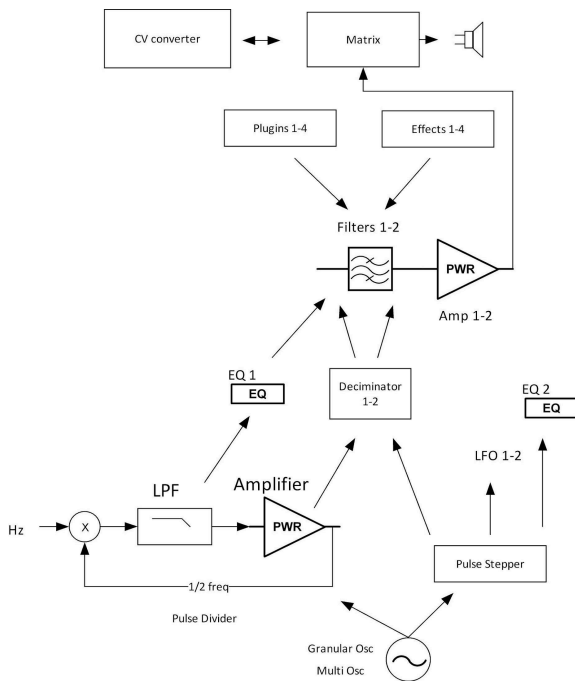 CV converter
Matrix
Plugins 1-4
Effects 1-4
Filters 1-2
PWR
Amp 1-2
EQ 1
EQ
Deciminator
1-2
EQ 2
EQ
LFO 1-2
LPF
Amplifier
Hz
X
PWR
Pulse Stepper
1/2 freq
Pulse Divider
Granular Osc
Multi Osc